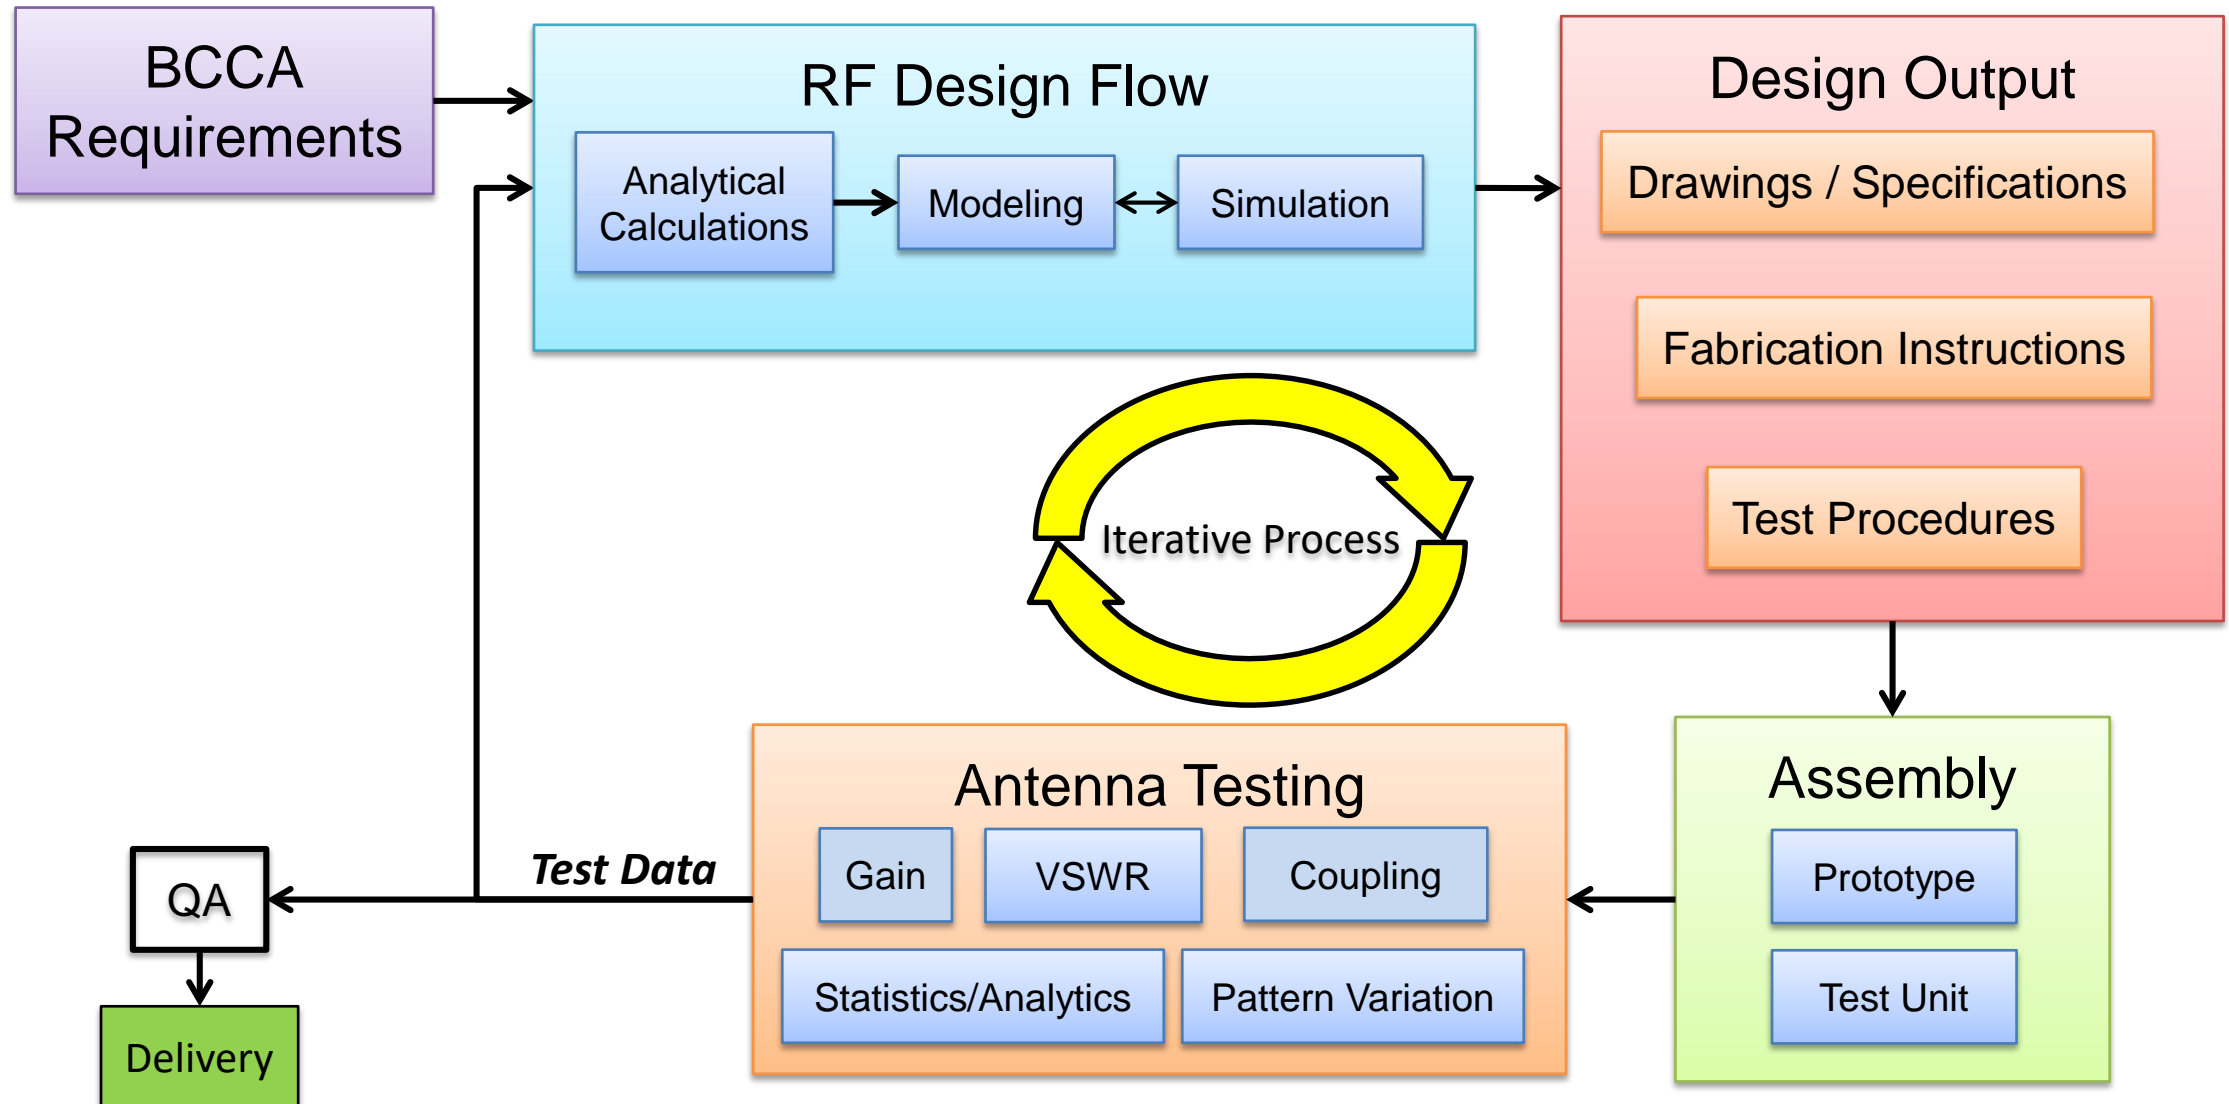 BCCA
Requirements
RF Design Flow
Analytical
Calculations
Modeling
Simulation
Design Output
Drawings / Specifications
Fabrication Instructions
Test Procedures
Iterative Process
Assembly
Prototype
Test Unit
Antenna Testing
Gain
VSWR
Coupling
Statistics/Analytics
Pattern Variation
Test Data
QA
Delivery